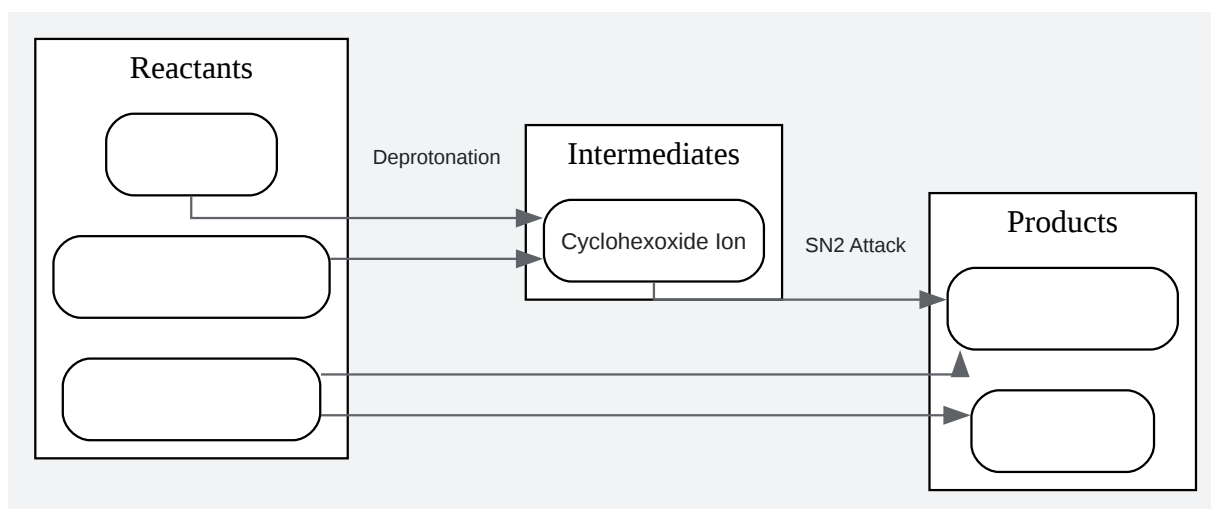 Reactants
Deprotonation
Intermediates
Cyclohexoxide Ion
SN2 Attack
Products